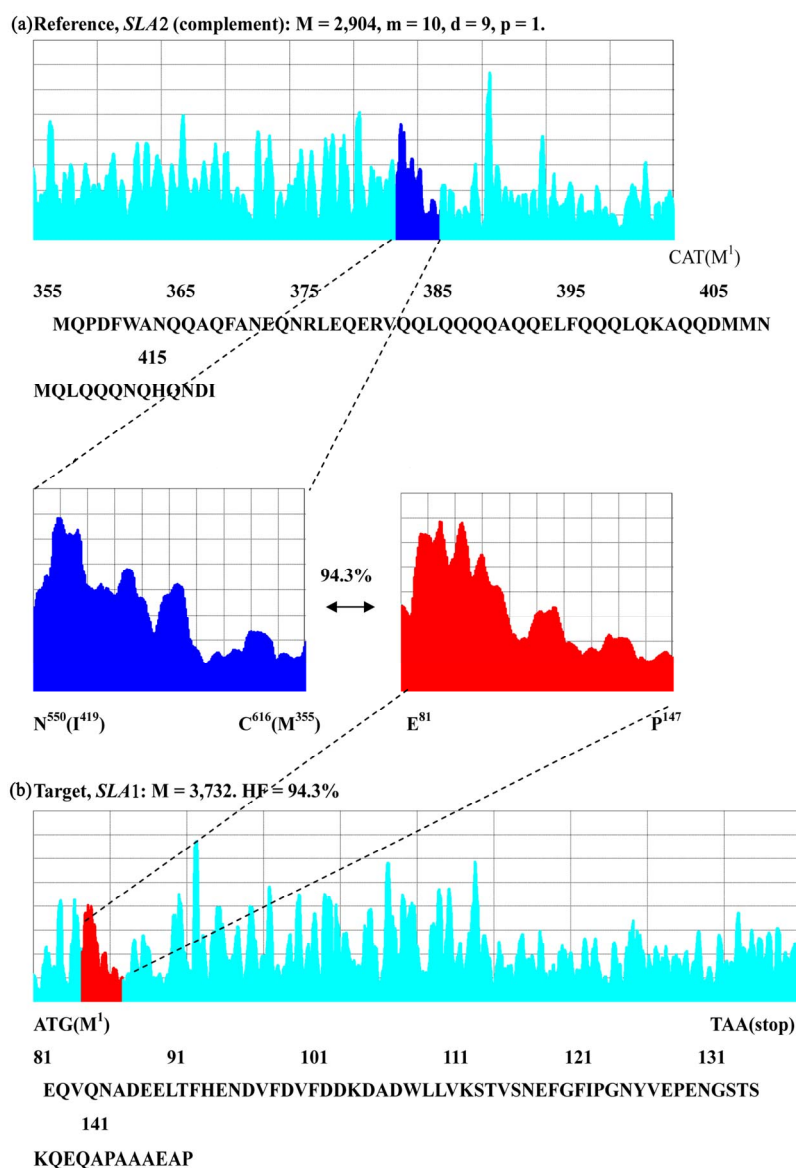 (a)Reference, SLA2 (complement): M = 2,904, m = 10, d = 9, p = 1.
CAT(M¹)
355 365 375 385 395 405
MQPDFWANQQAQFANEQNRLEQERVQQLQQQQAQQELFQQQLQKAQQDMMN
415
MQLQQQNQHQNDI
94.3%
N⁵⁵⁰(I⁴¹⁹) C⁶¹⁶(M³⁵⁵) E⁸¹ P¹⁴⁷
(b)Target, SLA1: M = 3,732. HF = 94.3%
ATG(M¹) TAA(stop)
81 91 101 111 121 131
EQVQNADEELTFHENDVFDVFDDKDADWLLVKSTVSNEFGFIPGNYVEPENGSTS
141
KQEQAPAAAEAP